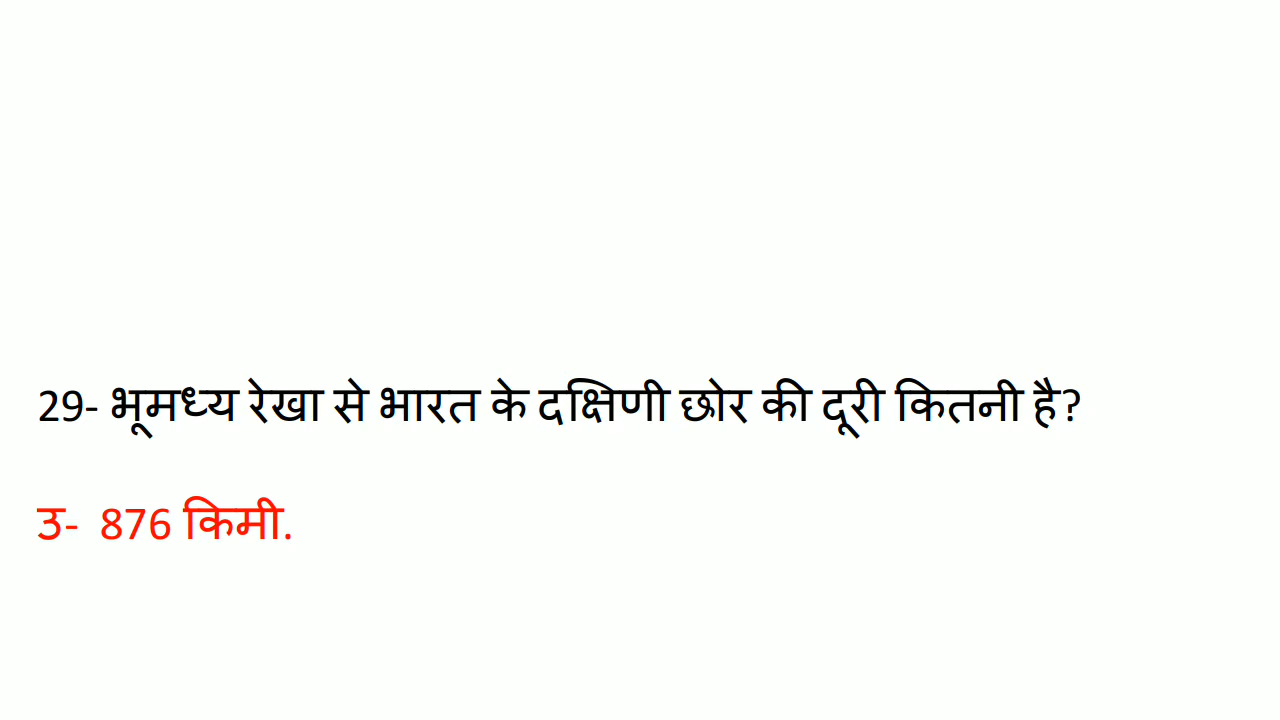 29- भूमध्य रेखा से भारत के दक्षिणी छोर की दूरी कितनी है?
उ- 876 किमी.